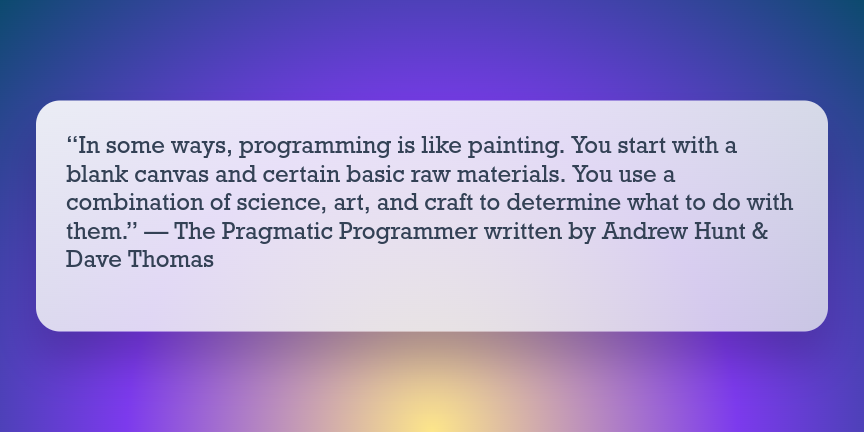 “In some ways, programming is like painting. You start with a
blank canvas and certain basic raw materials. You use a
combination of science, art, and craft to determine what to do with
them.” — The Pragmatic Programmer written by Andrew Hunt &
Dave Thomas